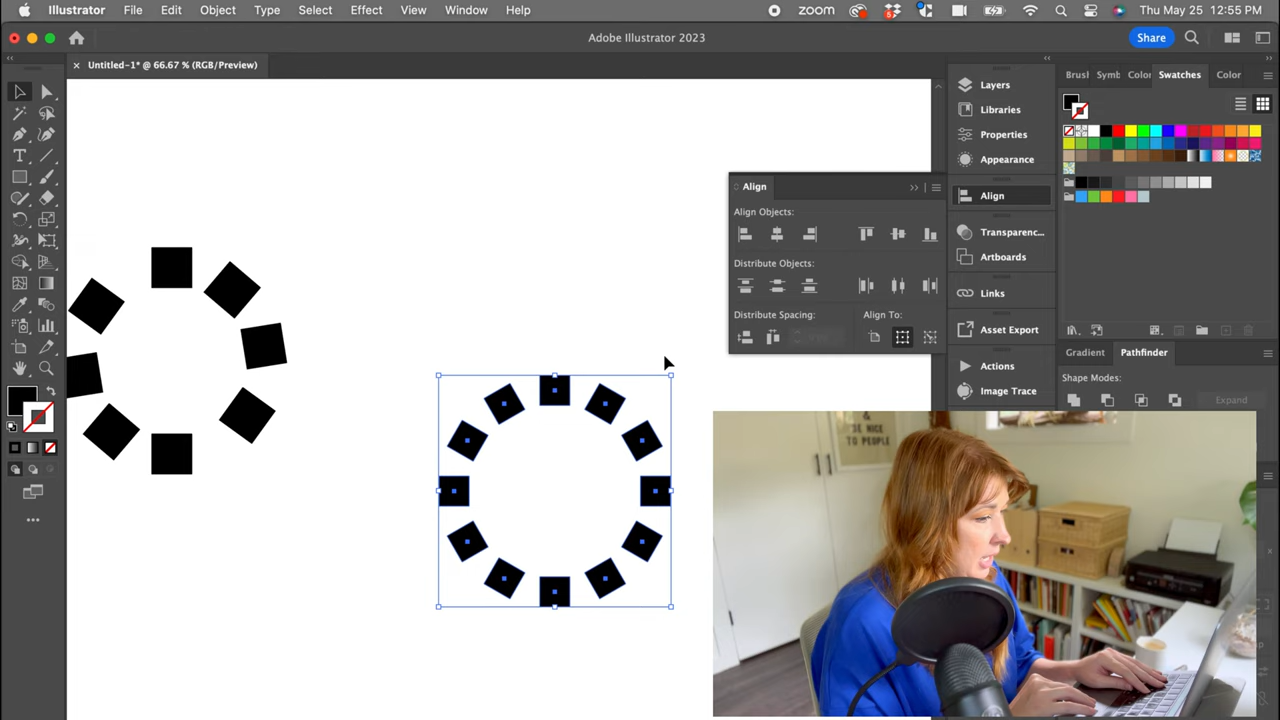 Illustrator File Edit Object Type Select Effect View Window Help zoom 5 Thu May 25 12:55 PM
Adobe Illustrator 2023 Share
× Untitled-1* @ 66.67 % (RGB/Preview)
Layers
Libraries
Properties
Appearance
Align
Transparenc...
Artboards
Links
Asset Export
Actions
Image Trace
Brusl Symb Color Swatches Color
Align
Align Objects:
Distribute Objects:
Distribute Spacing: Align To:
Gradient Pathfinder
Shape Modes:
Expand
& SE NICE
TO PEOPLE